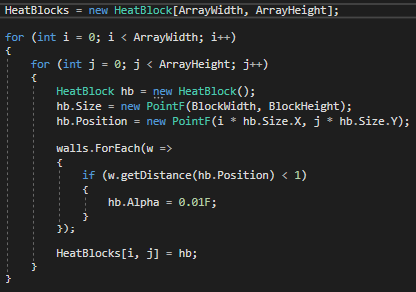 HeatBlocks = new HeatBlock[ArrayWidth, ArrayHeight];
for (int i = 0; i < ArrayWidth; i++)
{
for (int j = 0; j < ArrayHeight; j++)
{
HeatBlock hb = new HeatBlock();
hb.Size = new PointF(BlockWidth, BlockHeight);
hb.Position = new PointF(i * hb.Size.X, j * hb.Size.Y);
walls.ForEach(w =>
{
if (w.getDistance(hb.Position) < 1)
{
hb.Alpha = 0.01F;
}
});
HeatBlocks[i, j] = hb;
}
}